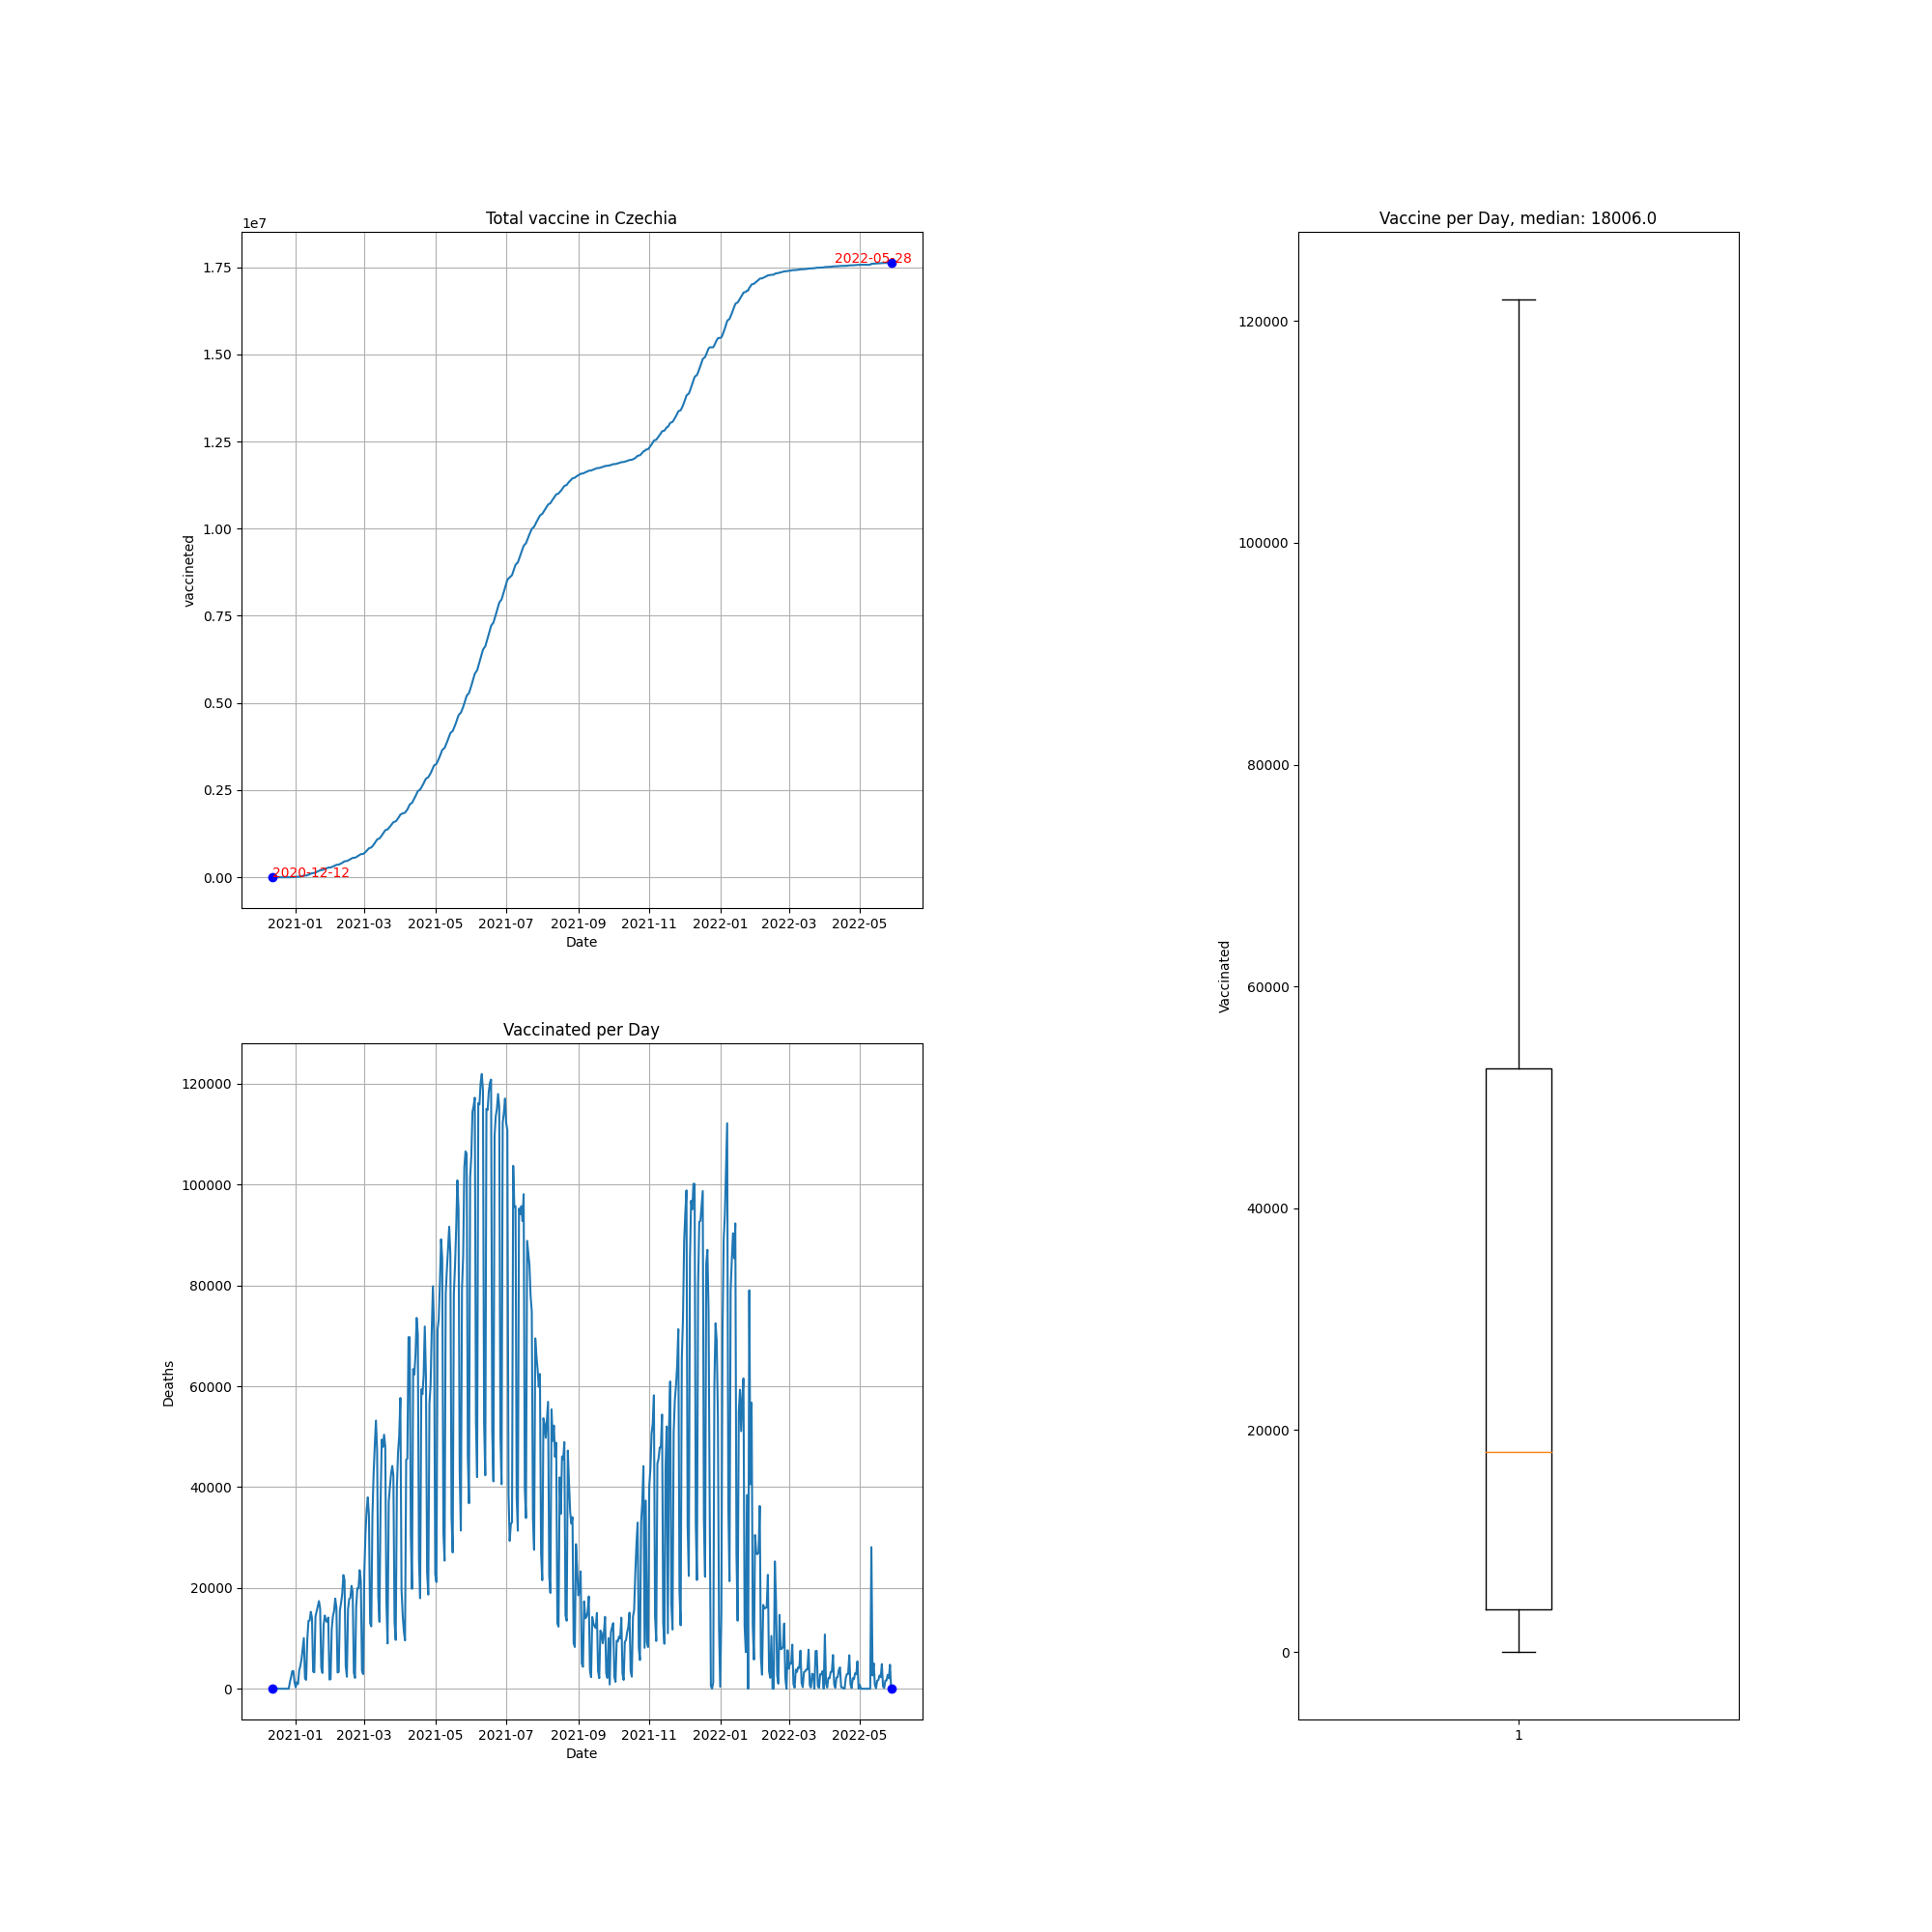 Total vaccine in Czechia
1e7
1.75
1.50
1.25
1.00
0.75
0.50
0.25
0.00
vaccineted
2022-05-28
2020-12-12
2021-01 2021-03 2021-05 2021-07 2021-09 2021-11 2022-01 2022-03 2022-05
Date
Vaccinated per Day
120000
100000
80000
60000
40000
20000
0
Deaths
2021-01 2021-03 2021-05 2021-07 2021-09 2021-11 2022-01 2022-03 2022-05
Date
Vaccine per Day, median: 18006.0
120000
100000
80000
60000
40000
20000
0
Vaccinated
1